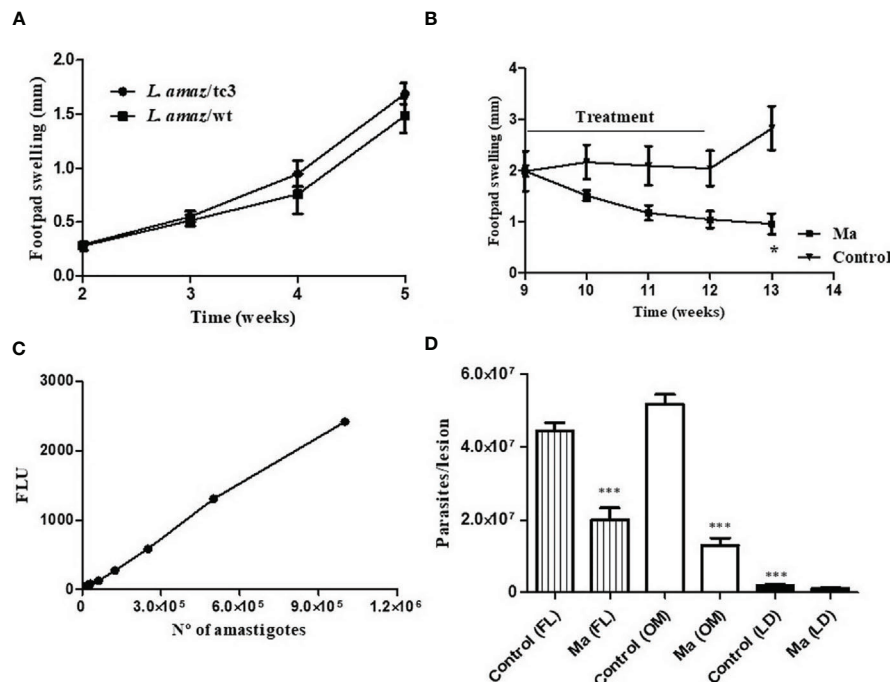 A
Footpad swelling (mm)
2.0
1.5
1.0
0.5
0.0
L. amaz/tc3
L. amaz/wt
2 3 4 5
Time (weeks)
B
Footpad swelling (mm)
4
3
2
1
0
Treatment
Ma
Control
*
9 10 11 12 13 14
Time (weeks)
C
FLU
3000
2000
1000
0
0 3.0×10⁵ 6.0×10⁵ 9.0×10⁵ 1.2×10⁶
Nº of amastigotes
D
Parasites/lesion
6.0×10⁷
4.0×10⁷
2.0×10⁷
0
***
***
***
Control (FL)
Ma (FL)
Control (OM)
Ma (OM)
Control (LD)
Ma (LD)